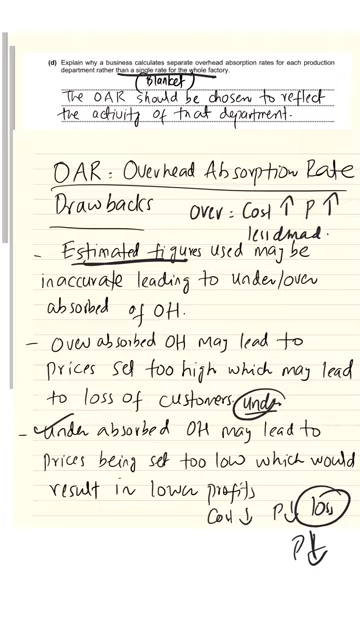 (d) Explain why a business calculates separate overhead absorption rates for each production
department rather than a single rate for the whole factory.
(Blanket)
The OAR should be chosen to reflect
the activity of that department.
OAR: Overhead Absorption Rate
Drawbacks
Over = Cost ↑ P ↑
less dmad.
- Estimated figures used may be
inaccurate leading to under/over
absorbed of OH.
- Over absorbed OH may lead to
prices set too high which may lead
to loss of customers under
- Under absorbed OH may lead to
prices being set too low which would
result in lower profits
Cost ↓ P ↓ loss
P ↓